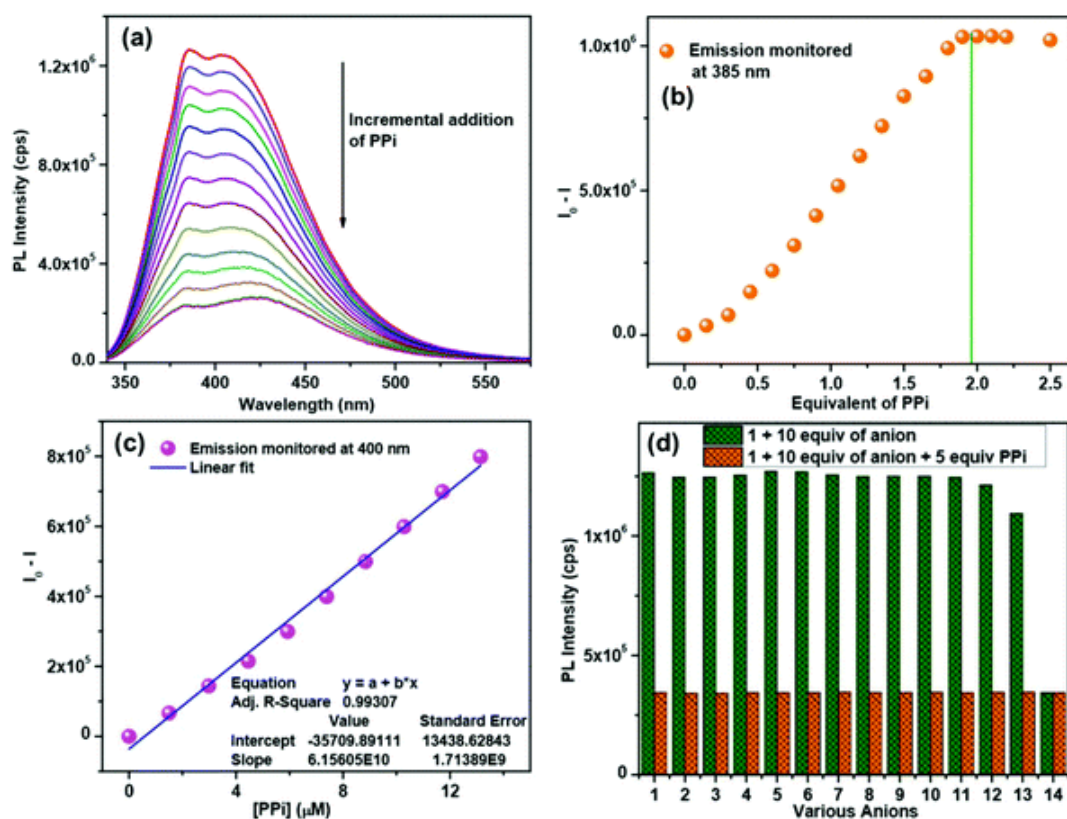 (a)
Incremental addition
of PPi
PL Intensity (cps)
1.2x10⁶
8.0x10⁵
4.0x10⁵
0.0
350 400 450 500 550
Wavelength (nm)
(b)
Emission monitored
at 385 nm
I₀ - I
1.0x10⁶
5.0x10⁵
0.0
0.0 0.5 1.0 1.5 2.0 2.5
Equivalent of PPi
(c)
Emission monitored at 400 nm
Linear fit
I₀ - I
8x10⁵
6x10⁵
4x10⁵
2x10⁵
0
Equation y = a + b*x
Adj. R-Square 0.99307
Value Standard Error
Intercept -35709.89111 13438.62843
Slope 6.15605E10 1.71389E9
0 4 8 12
[PPi] (µM)
(d)
1 + 10 equiv of anion
1 + 10 equiv of anion + 5 equiv PPi
PL Intensity (cps)
1x10⁶
5x10⁵
0
1 2 3 4 5 6 7 8 9 10 11 12 13 14
Various Anions